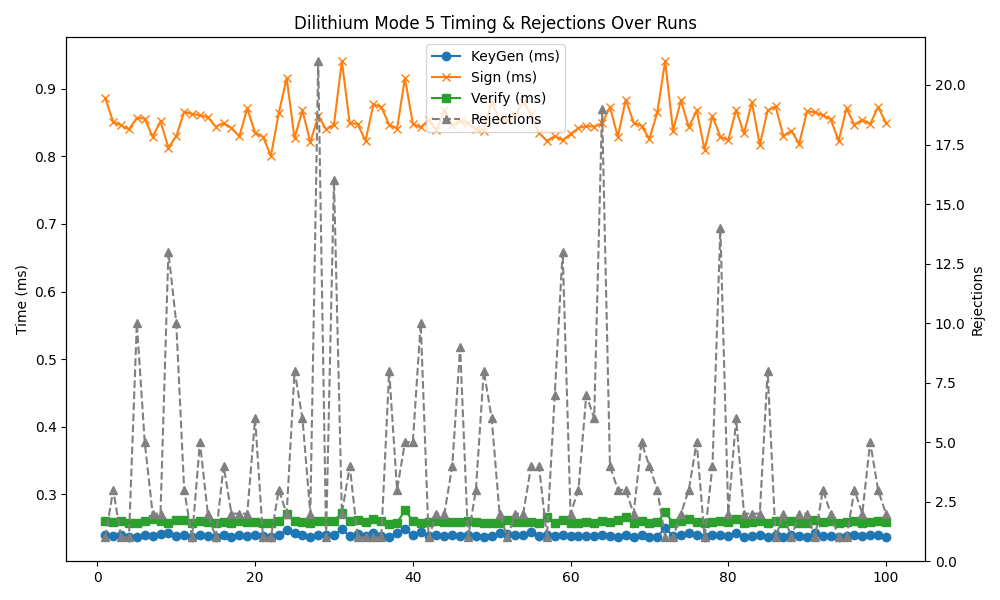 Dilithium Mode 5 Timing & Rejections Over Runs
KeyGen (ms)
Sign (ms)
Verify (ms)
Rejections
Time (ms)
0.9
0.8
0.7
0.6
0.5
0.4
0.3
Rejections
20.0
17.5
15.0
12.5
10.0
7.5
5.0
2.5
0.0
0 20 40 60 80 100